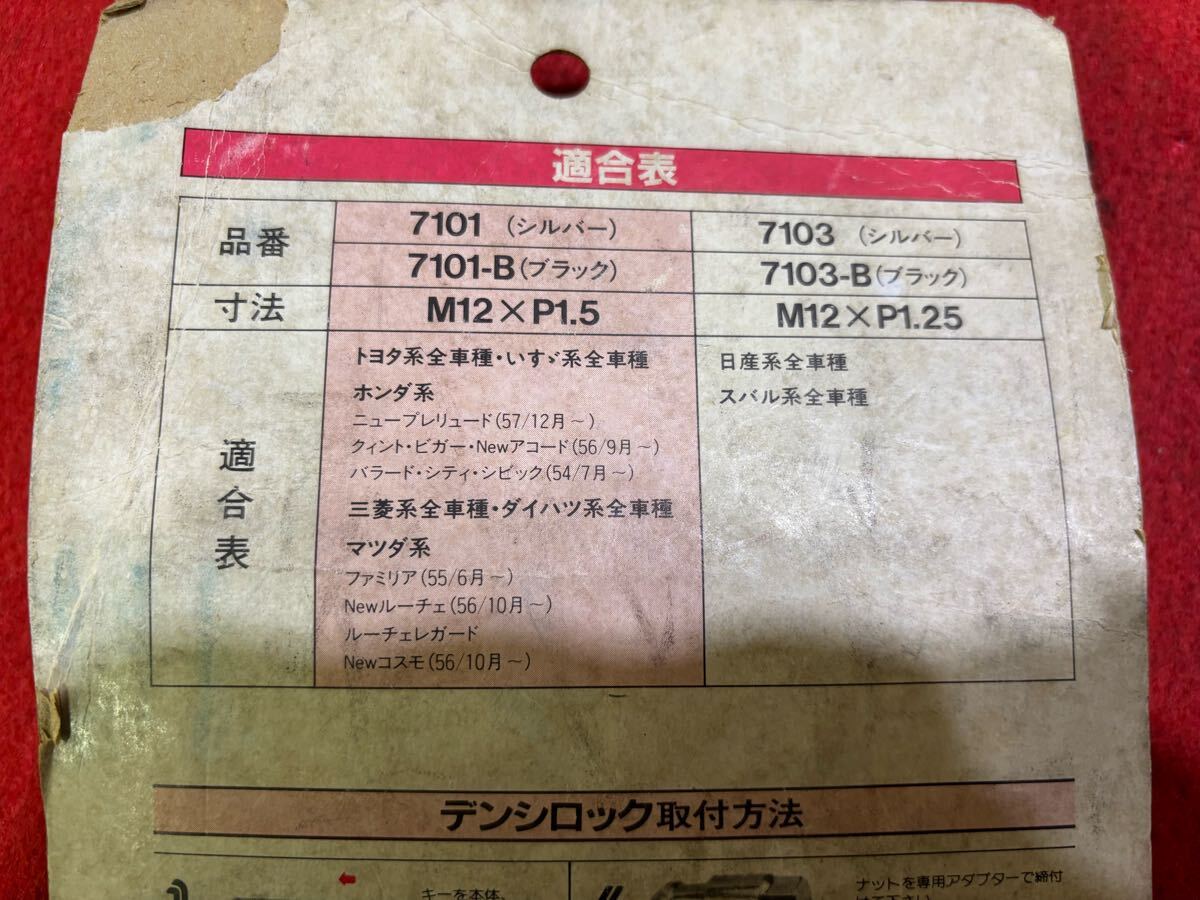 適合表
品番
7101 (シルバー)
7103 (シルバー)
7101-B(ブラック)
7103-B(ブラック)
寸法
M12×P1.5
M12×P1.25
適合表
トヨタ系全車種・いすゞ系全車種
ホンダ系
ニュープレリュード(57/12月～)
クィント・ビガー・Newアコード(56/9月～)
バラード・シティ・シビック(54/7月～)
三菱系全車種・ダイハツ系全車種
マツダ系
ファミリア(55/6月～)
Newルーチェ(56/10月～)
ルーチェレガード
Newコスモ(56/10月～)
日産系全車種
スバル系全車種
デンシロック取付方法
キーを本体
ナットを専用アダプターで締付
けて下さい